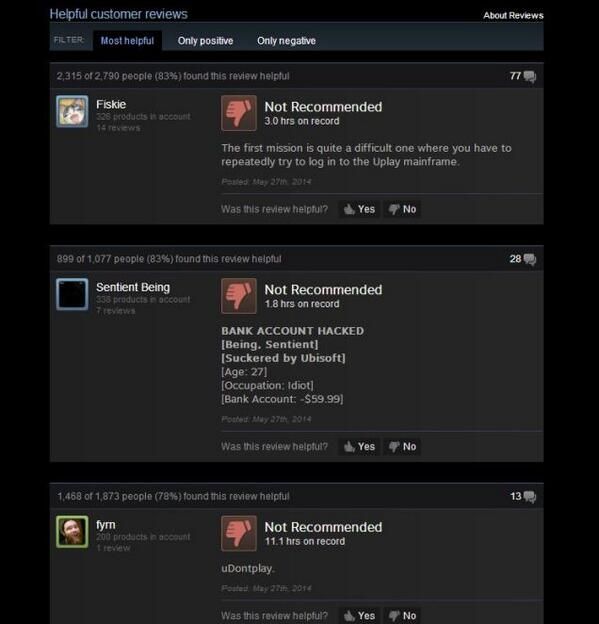 Helpful customer reviews
About Reviews
FILTER: Most helpful Only positive Only negative
2,315 of 2,790 people (83%) found this review helpful 77
Fiskie
326 products in account
14 reviews
Not Recommended
3.0 hrs on record
The first mission is quite a difficult one where you have to
repeatedly try to log in to the Uplay mainframe.
Posted: May 27th, 2014
Was this review helpful? Yes No
899 of 1,077 people (83%) found this review helpful 28
Sentient Being
338 products in account
7 reviews
Not Recommended
1.8 hrs on record
BANK ACCOUNT HACKED
[Being, Sentient]
[Suckered by Ubisoft]
[Age: 27]
[Occupation: Idiot]
[Bank Account: -$59.99]
Posted: May 27th, 2014
Was this review helpful? Yes No
1,468 of 1,873 people (78%) found this review helpful 13
fyrn
200 products in account
1 review
Not Recommended
11.1 hrs on record
uDontplay.
Posted: May 27th, 2014
Was this review helpful? Yes No